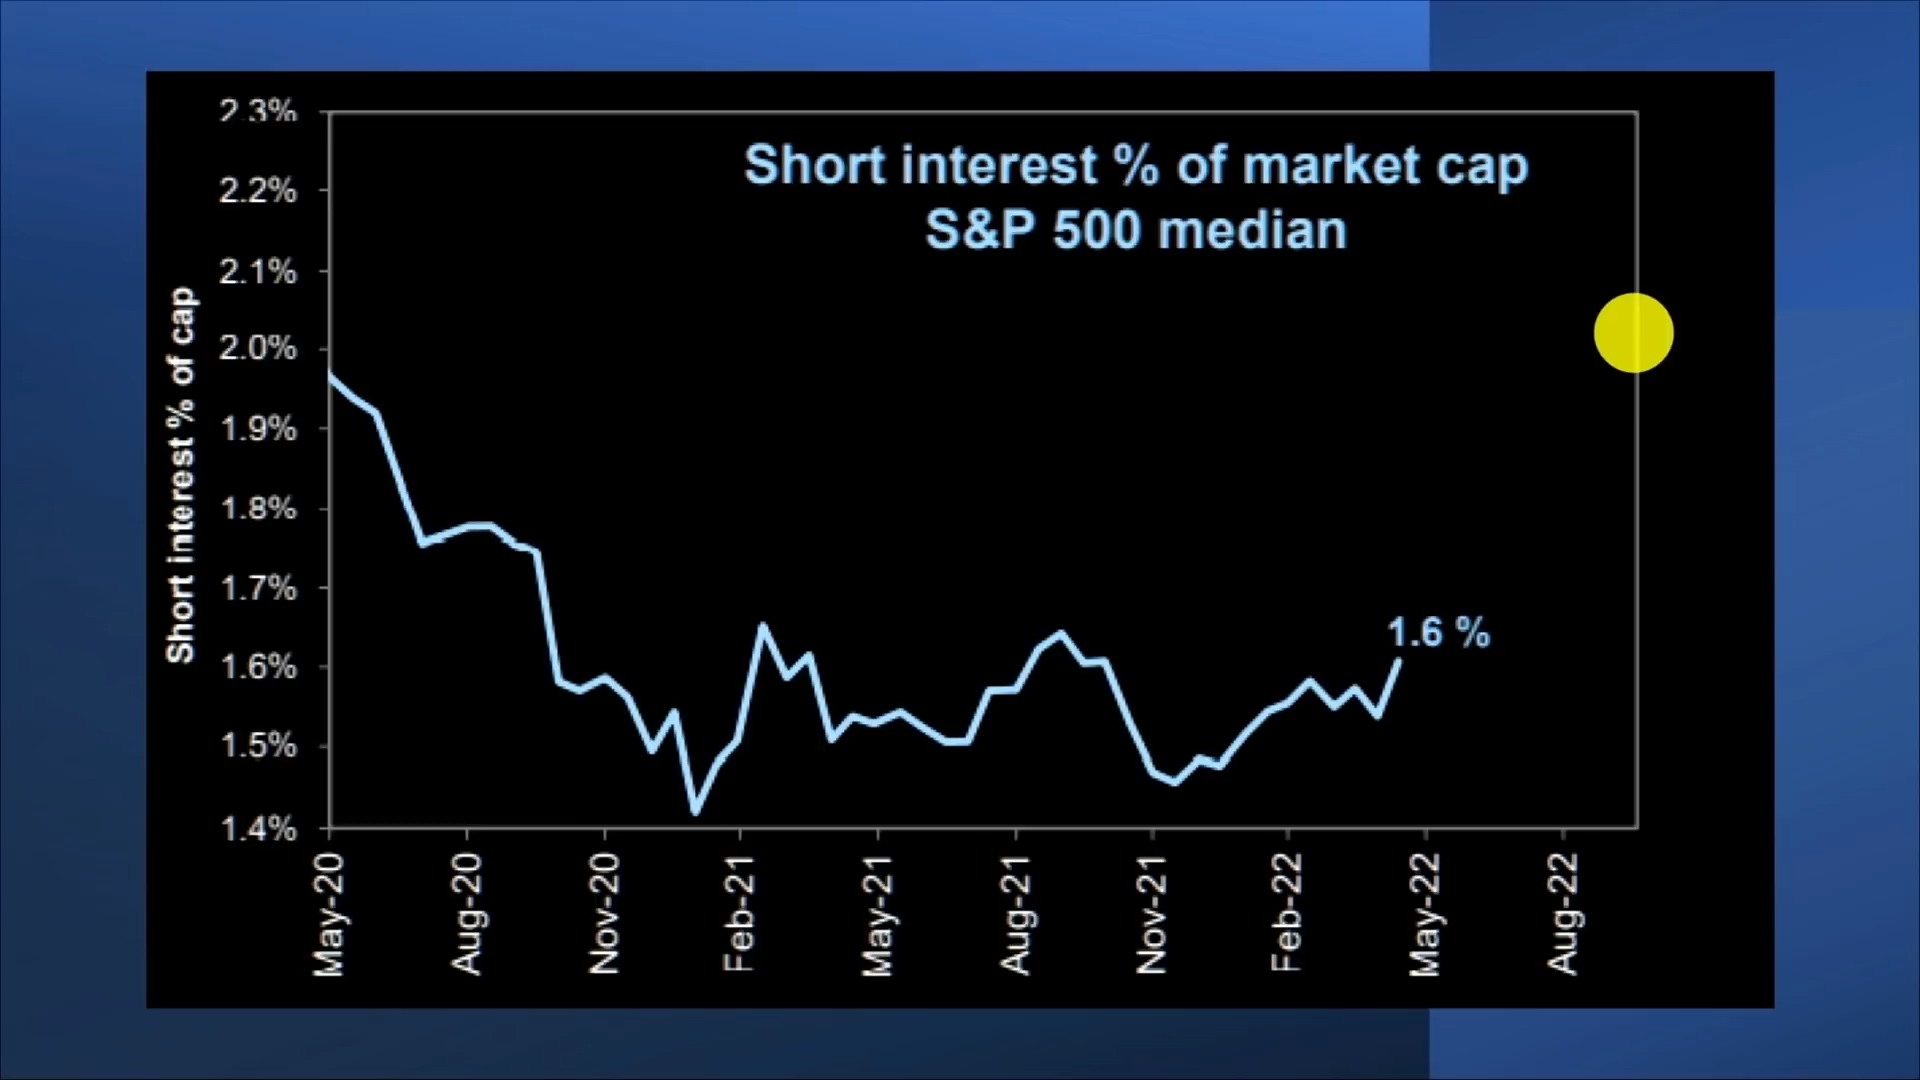 Short interest % of market cap
S&P 500 median
Short interest % of cap
2.3%
2.2%
2.1%
2.0%
1.9%
1.8%
1.7%
1.6%
1.5%
1.4%
1.6 %
May-20
Aug-20
Nov-20
Feb-21
May-21
Aug-21
Nov-21
Feb-22
May-22
Aug-22